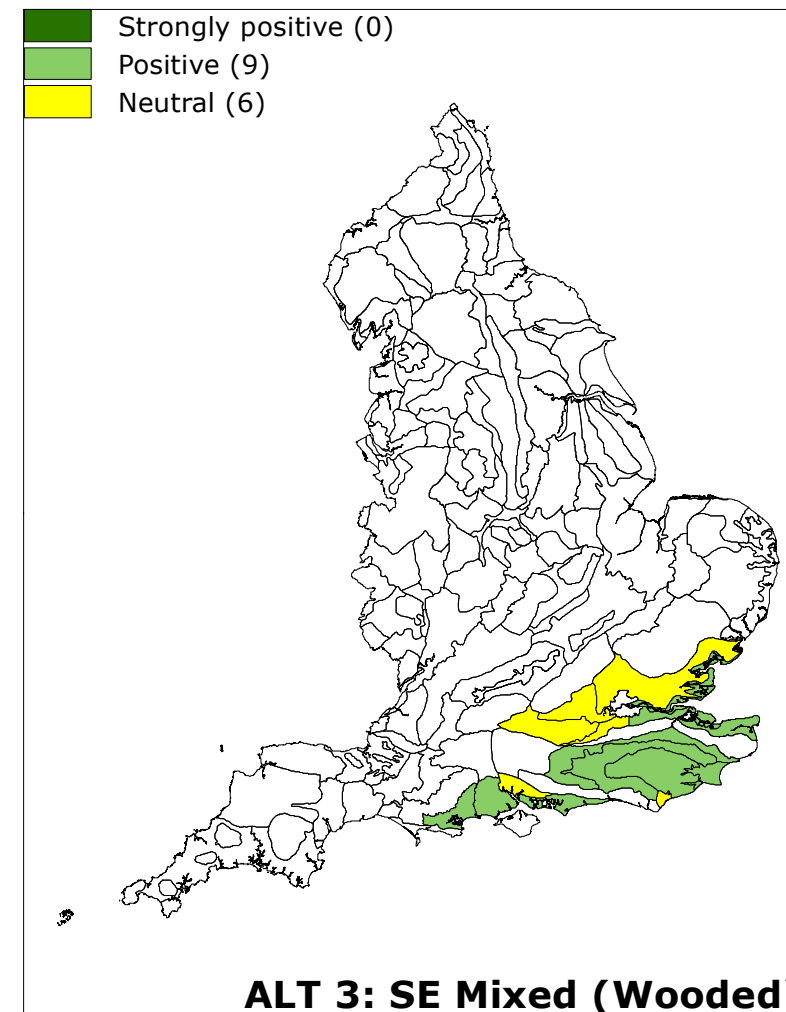 Strongly positive (0)
Positive (9)
Neutral (6)
ALT 3: SE Mixed (Wooded)